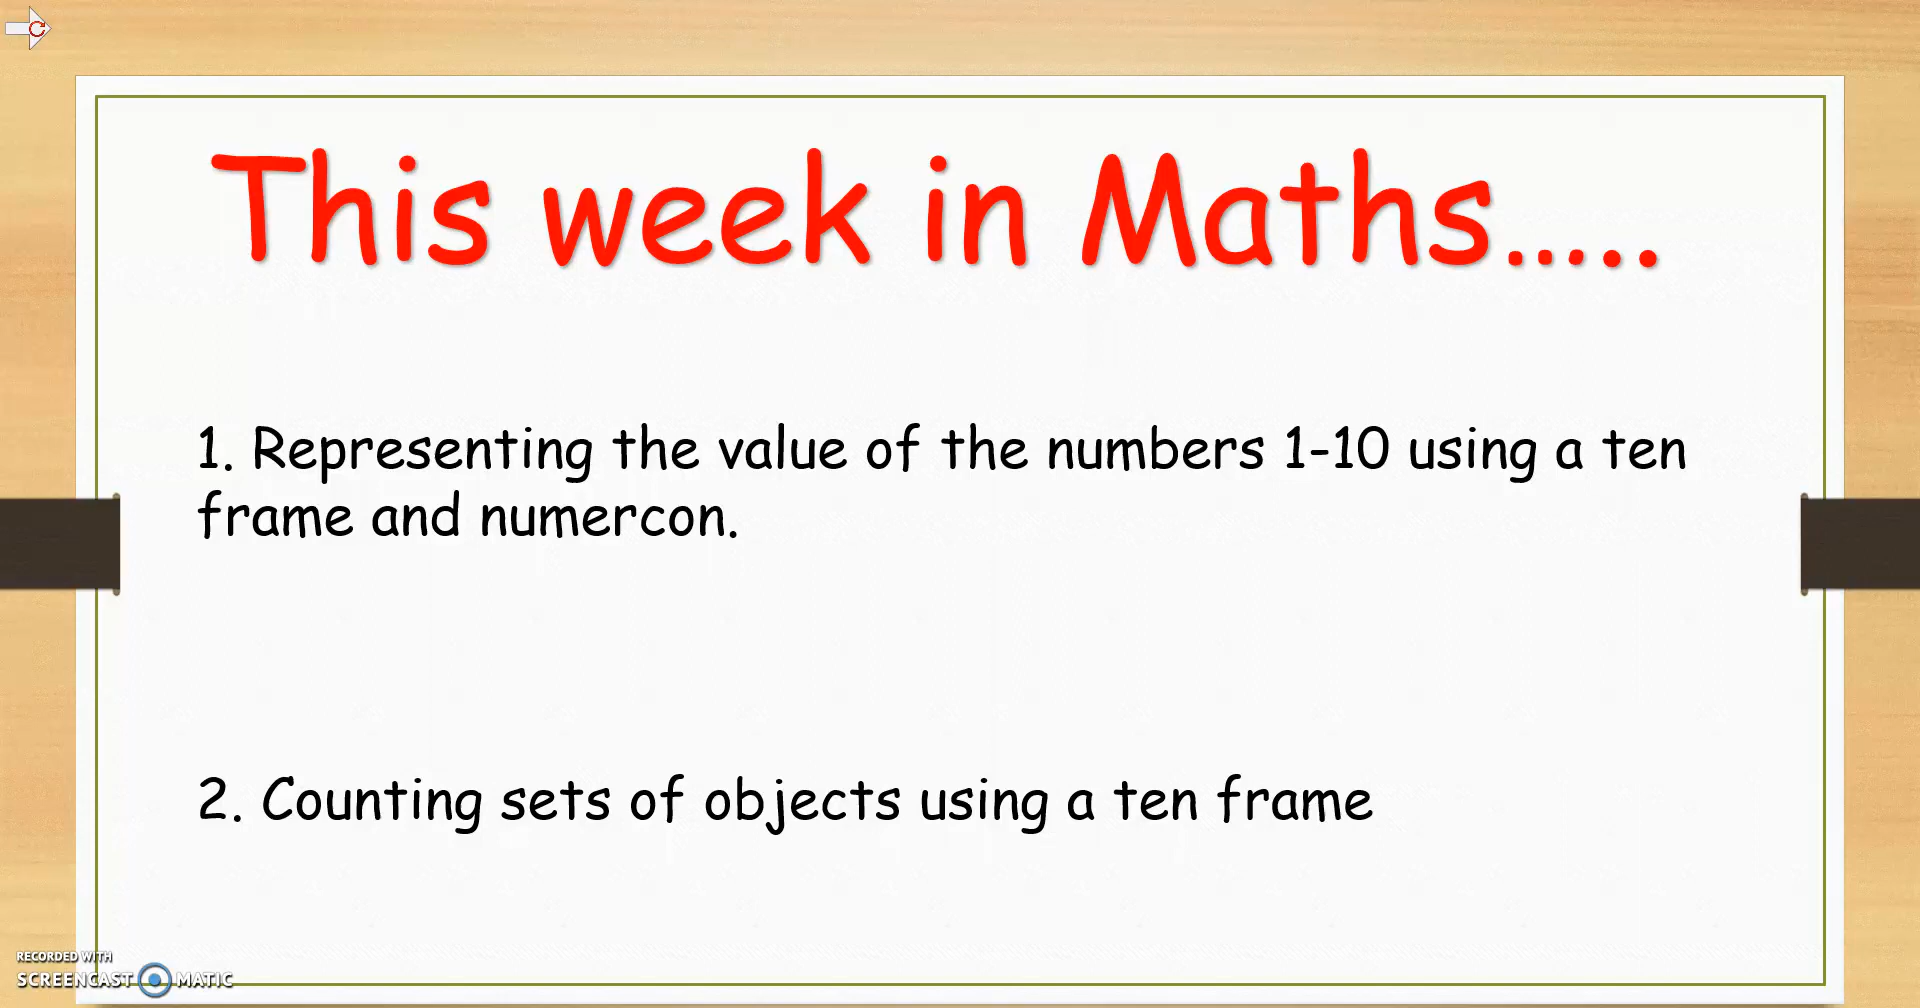 This week in Maths.....
1. Representing the value of the numbers 1-10 using a ten
frame and numercon.
2. Counting sets of objects using a ten frame
RECORDED WITH
SCREENCAST MATIC